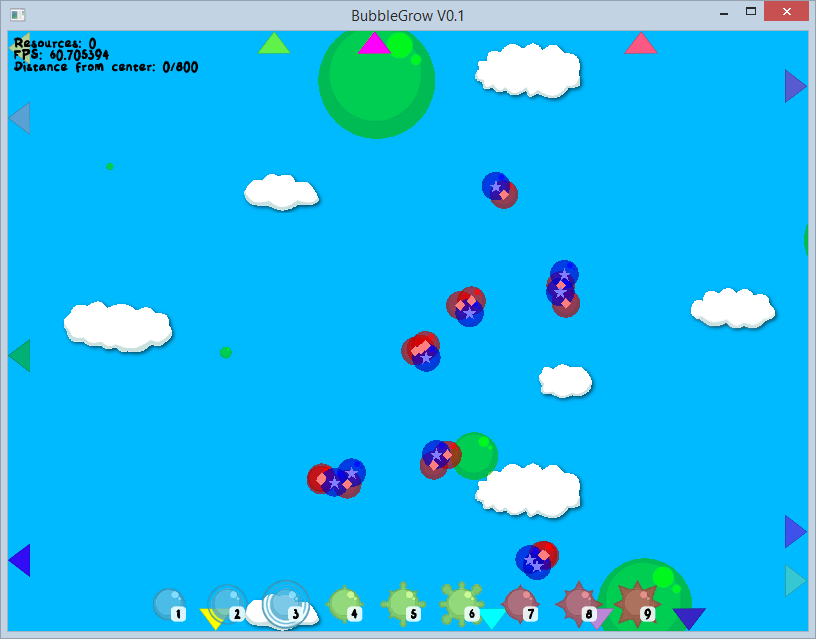 BubbleGrow V0.1
Resources: 0
FPS: 60.705394
Distance from center: 0/800
1 2 3 4 5 6 7 8 9